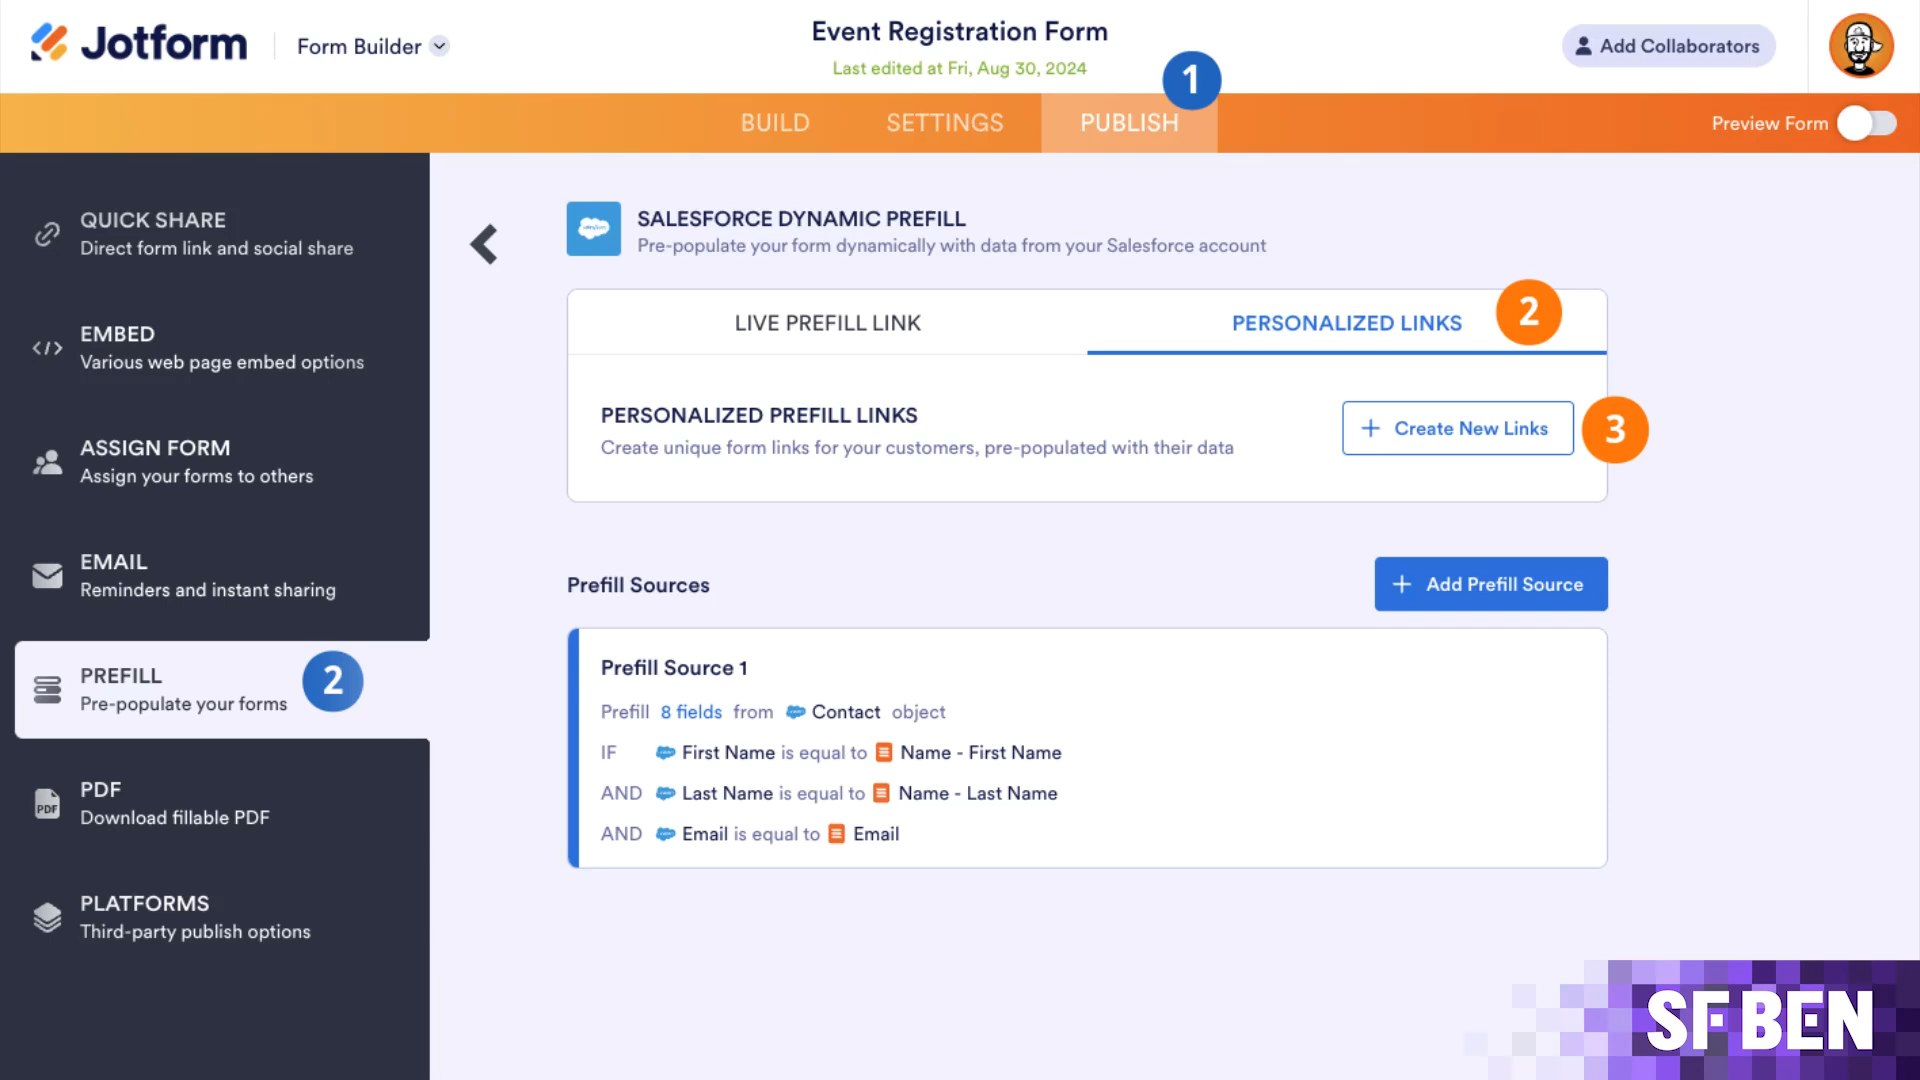 Jotform
Form Builder
Event Registration Form
Last edited at Fri, Aug 30, 2024
Add Collaborators
1
BUILD
SETTINGS
PUBLISH
Preview Form
QUICK SHARE
Direct form link and social share
EMBED
Various web page embed options
ASSIGN FORM
Assign your forms to others
EMAIL
Reminders and instant sharing
PREFILL
Pre-populate your forms
2
PDF
PDF
Download fillable PDF
PLATFORMS
Third-party publish options
SALESFORCE DYNAMIC PREFILL
Pre-populate your form dynamically with data from your Salesforce account
LIVE PREFILL LINK
PERSONALIZED LINKS
2
PERSONALIZED PREFILL LINKS
Create unique form links for your customers, pre-populated with their data
+ Create New Links
3
Prefill Sources
+ Add Prefill Source
Prefill Source 1
Prefill 8 fields from Contact object
IF First Name is equal to Name - First Name
AND Last Name is equal to Name - Last Name
AND Email is equal to Email
SF BEN